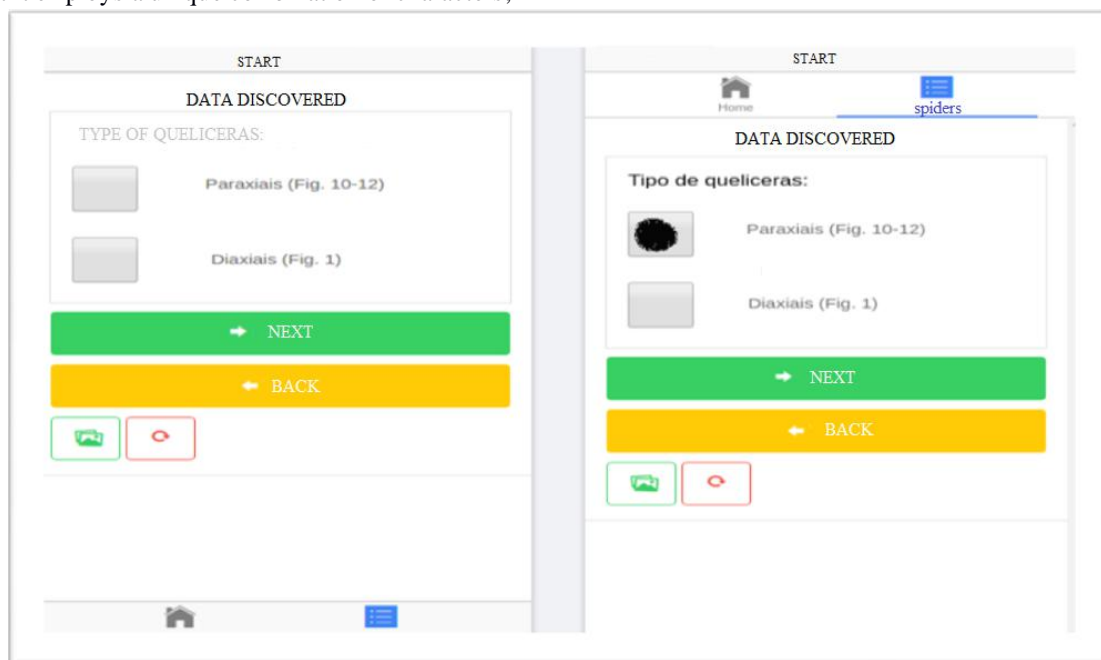 START
DATA DISCOVERED
TYPE OF QUELICERAS:
Paraxiais (Fig. 10-12)
Diaxiais (Fig. 1)
NEXT
BACK
START
Home
spiders
DATA DISCOVERED
Tipo de queliceras:
Paraxiais (Fig. 10-12)
Diaxiais (Fig. 1)
NEXT
BACK